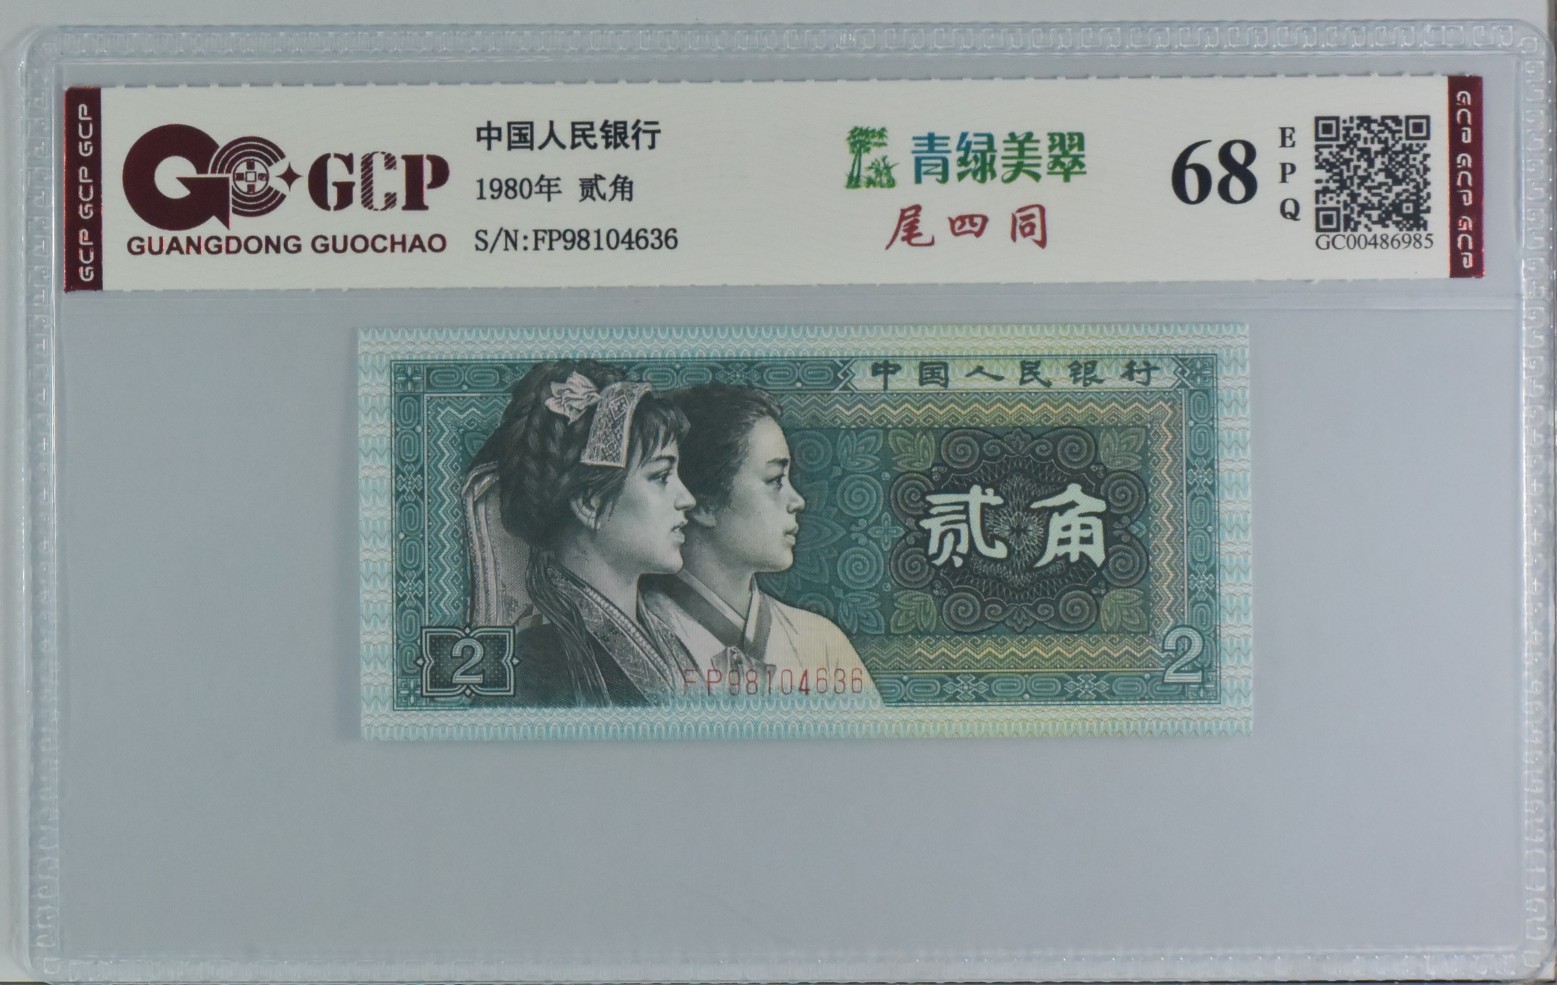 GCP GCP GCP
GCP
GUANGDONG GUOCHAO
中国人民银行
1980年 贰角
S/N:FP98104636
青绿美翠
尾四同
68
EPQ
GC00486985
GCP GCP GCP
中国人民银行
贰角
2
FP98104636
2